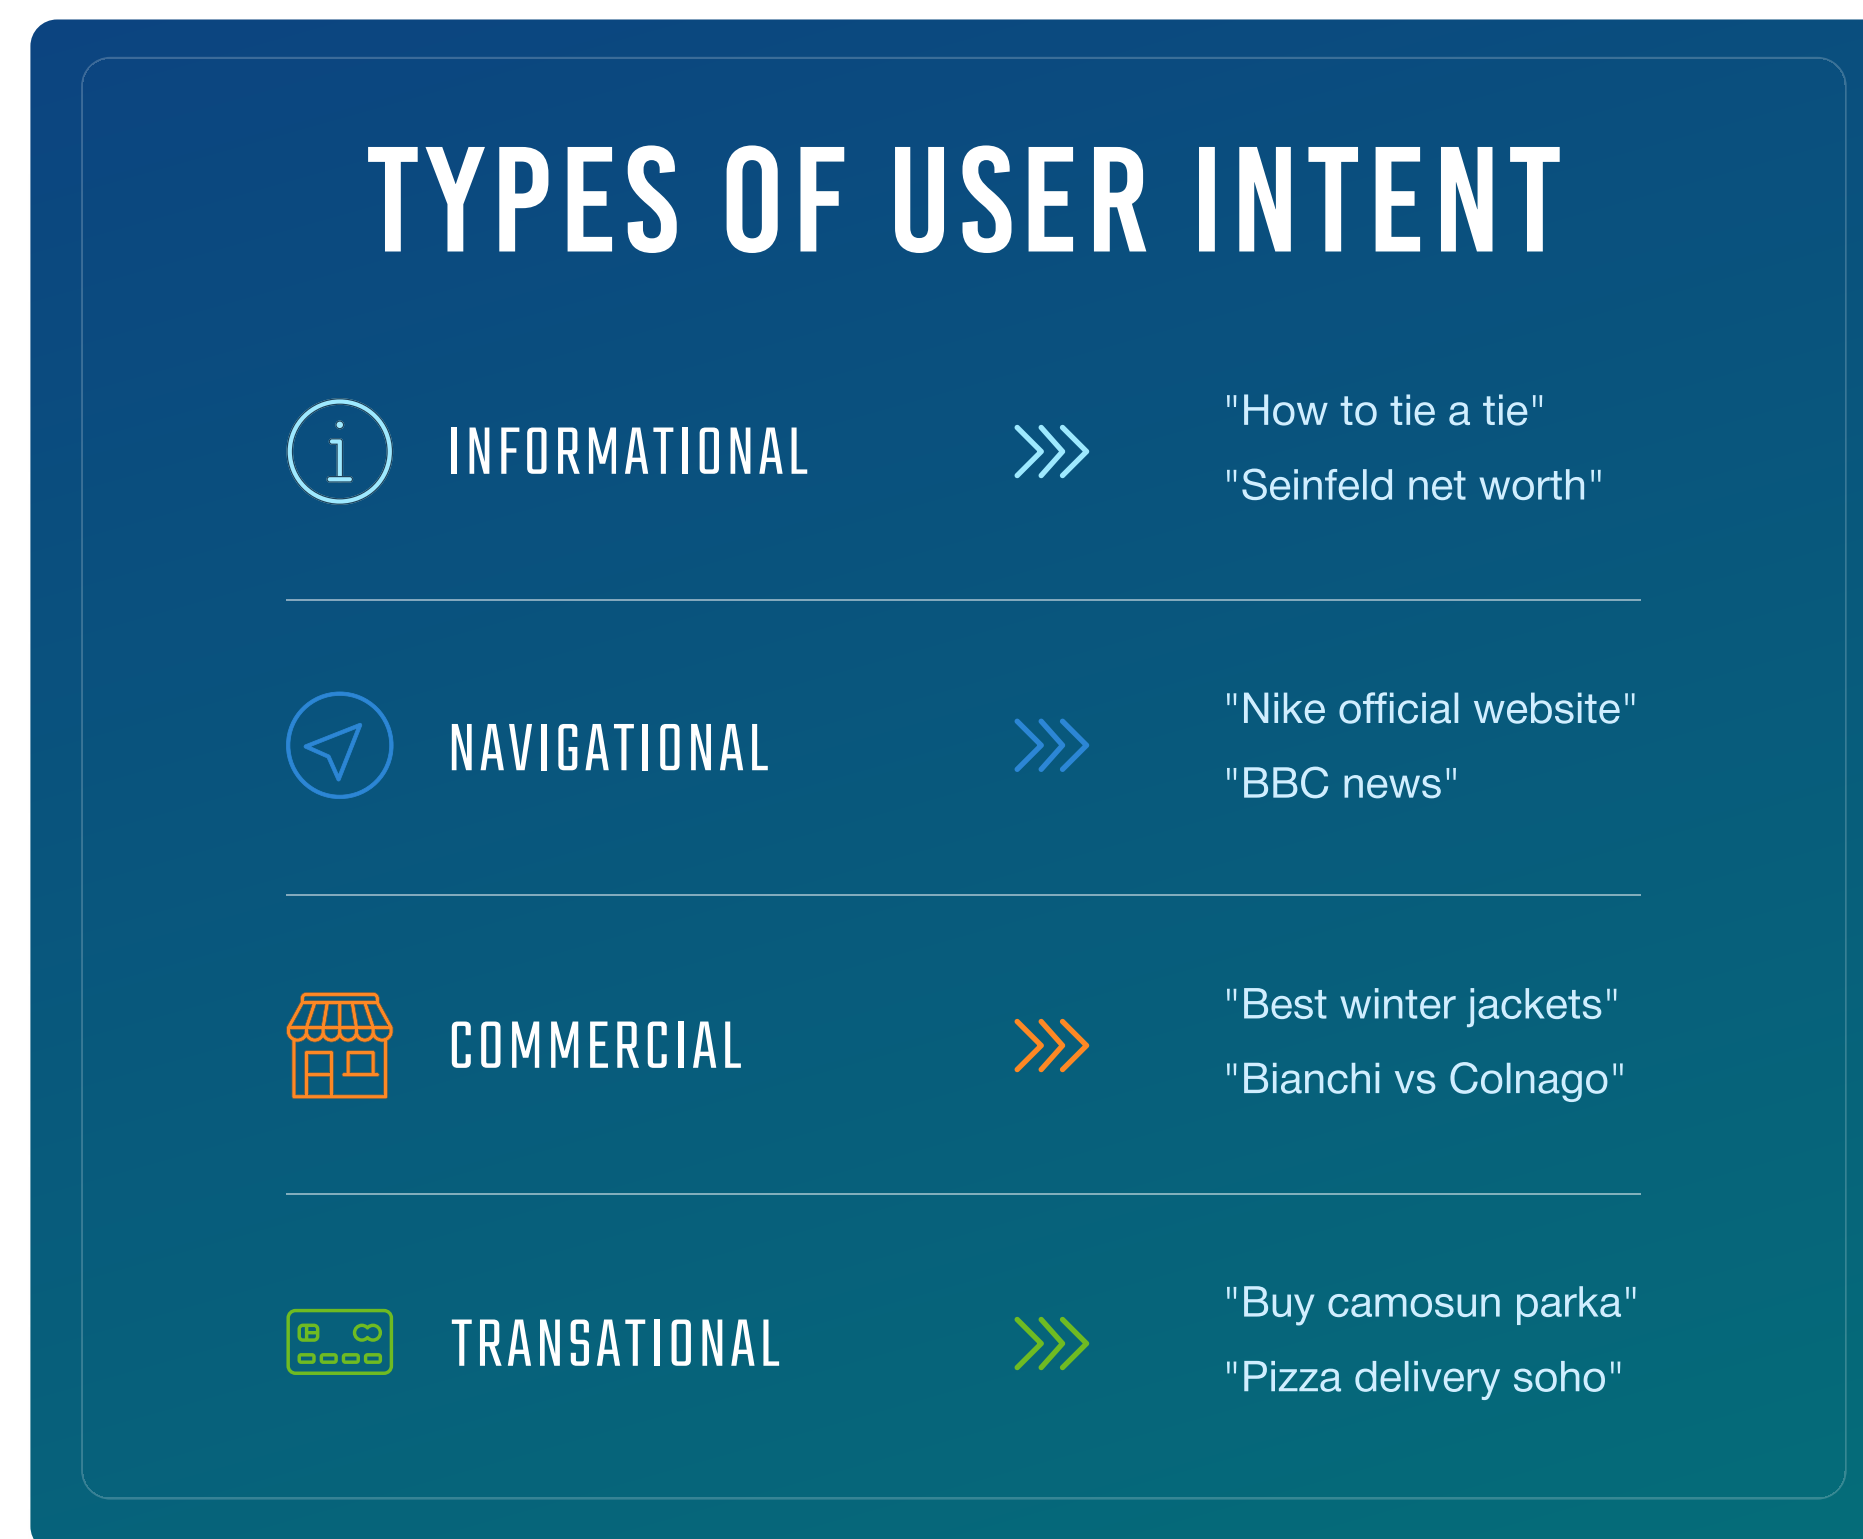 TYPES OF USER INTENT
INFORMATIONAL
"How to tie a tie"
"Seinfeld net worth"
NAVIGATIONAL
"Nike official website"
"BBC news"
COMMERCIAL
"Best winter jackets"
"Bianchi vs Colnago"
TRANSATIONAL
"Buy camosun parka"
"Pizza delivery soho"